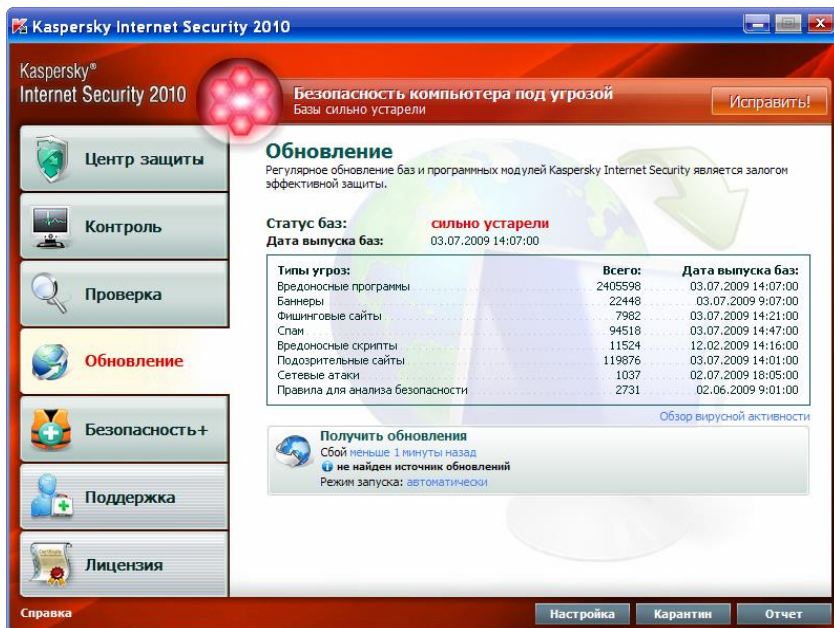 Kaspersky Internet Security 2010
Kaspersky®
Internet Security 2010
Безопасность компьютера под угрозой
Базы сильно устарели
Исправить!
Центр защиты
Контроль
Проверка
Обновление
Безопасность+
Поддержка
Лицензия
Обновление
Регулярное обновление баз и программных модулей Kaspersky Internet Security является залогом
эффективной защиты.
Статус баз: сильно устарели
Дата выпуска баз: 03.07.2009 14:07:00
Типы угроз: Всего: Дата выпуска баз:
Вредоносные программы 2405598 03.07.2009 14:07:00
Баннеры 22448 03.07.2009 9:07:00
Фишинговые сайты 7982 03.07.2009 14:21:00
Спам 94518 03.07.2009 14:47:00
Вредоносные скрипты 11524 12.02.2009 14:16:00
Подозрительные сайты 119876 03.07.2009 14:01:00
Сетевые атаки 1037 02.07.2009 18:05:00
Правила для анализа безопасности 2731 02.06.2009 9:01:00
Обзор вирусной активности
Получить обновления
Сбой меньше 1 минуты назад
не найден источник обновлений
Режим запуска: автоматически
Справка
Настройка
Карантин
Отчет